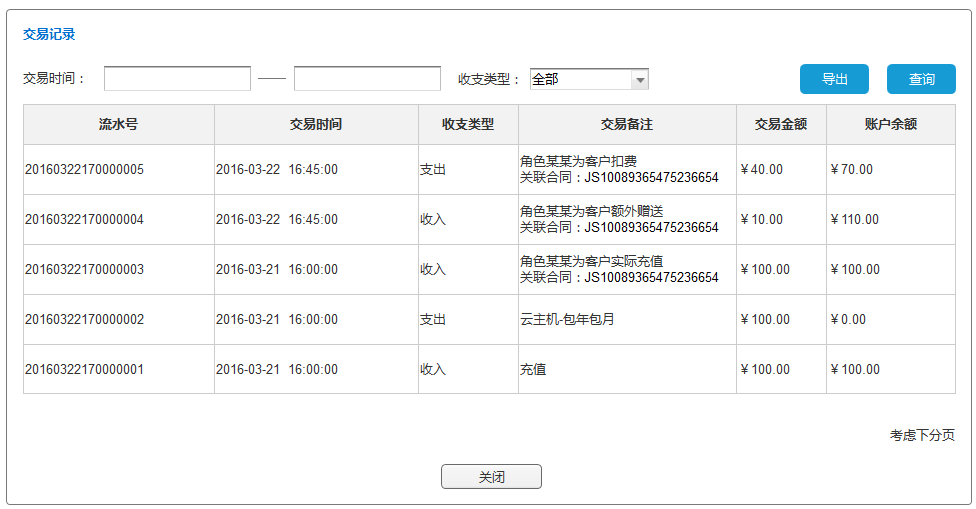 交易记录
交易时间： —— 收支类型： 全部 导出 查询
流水号 交易时间 收支类型 交易备注 交易金额 账户余额
20160322170000005 2016-03-22 16:45:00 支出 角色某某为客户扣费 ￥40.00 ￥70.00
关联合同：JS10089365475236654
20160322170000004 2016-03-22 16:45:00 收入 角色某某为客户额外赠送 ￥10.00 ￥110.00
关联合同：JS10089365475236654
20160322170000003 2016-03-21 16:00:00 收入 角色某某为客户实际充值 ￥100.00 ￥100.00
关联合同：JS10089365475236654
20160322170000002 2016-03-21 16:00:00 支出 云主机-包年包月 ￥100.00 ￥0.00
20160322170000001 2016-03-21 16:00:00 收入 充值 ￥100.00 ￥100.00
考虑下分页
关闭